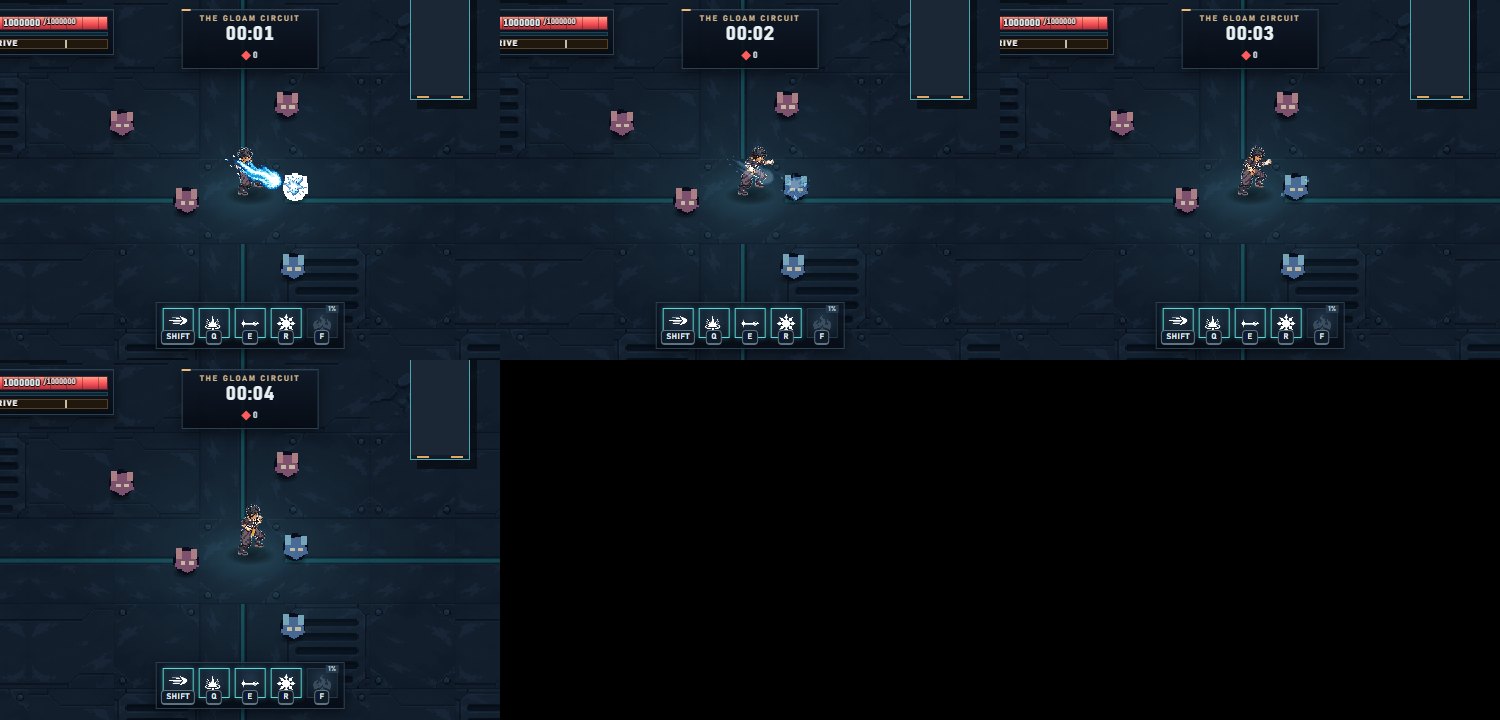 1000000 /1000000
RIVE
THE GLOAM CIRCUIT
00:01
0
1%
SHIFT Q E R F
1000000 /1000000
RIVE
THE GLOAM CIRCUIT
00:02
0
1%
SHIFT Q E R F
1000000 /1000000
RIVE
THE GLOAM CIRCUIT
00:03
0
1%
SHIFT Q E R F
1000000 /1000000
RIVE
THE GLOAM CIRCUIT
00:04
0
1%
SHIFT Q E R F